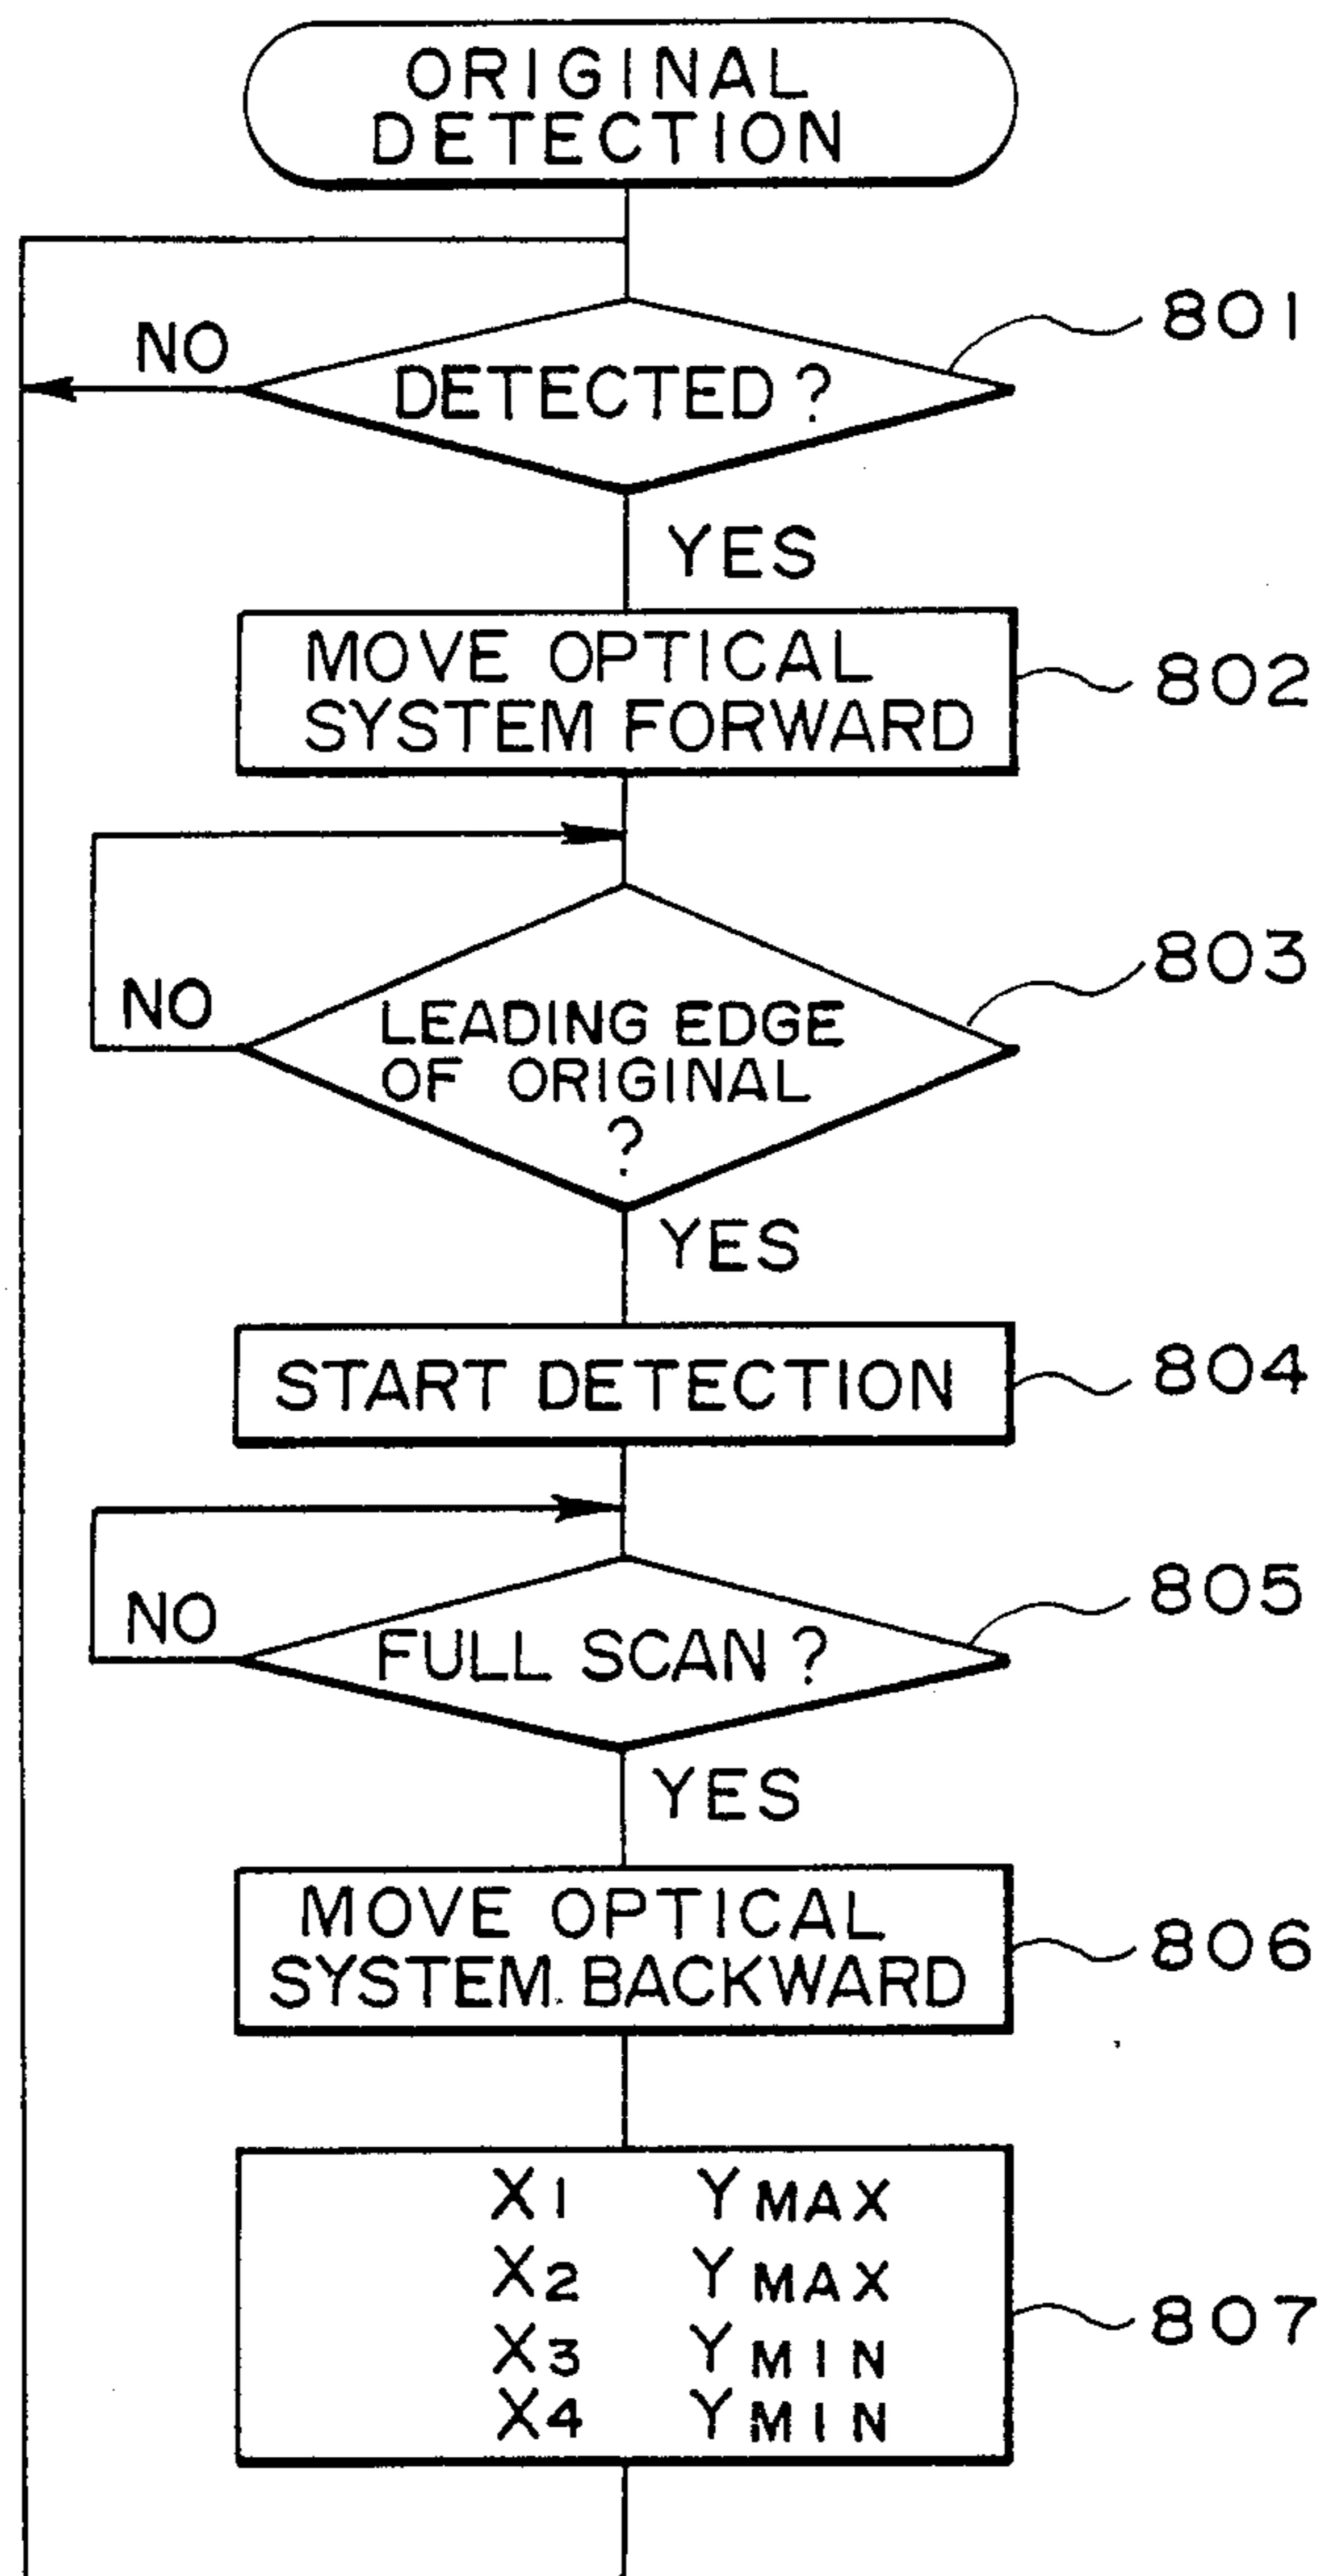 ORIGINAL
DETECTION
801
NO
DETECTED ?
YES
MOVE OPTICAL
SYSTEM FORWARD
802
803
NO
LEADING EDGE
OF ORIGINAL
?
YES
START DETECTION
804
805
NO
FULL SCAN ?
YES
MOVE OPTICAL
SYSTEM BACKWARD
806
X1 YMAX
X2 YMAX
807
X3 YMIN
X4 YMIN